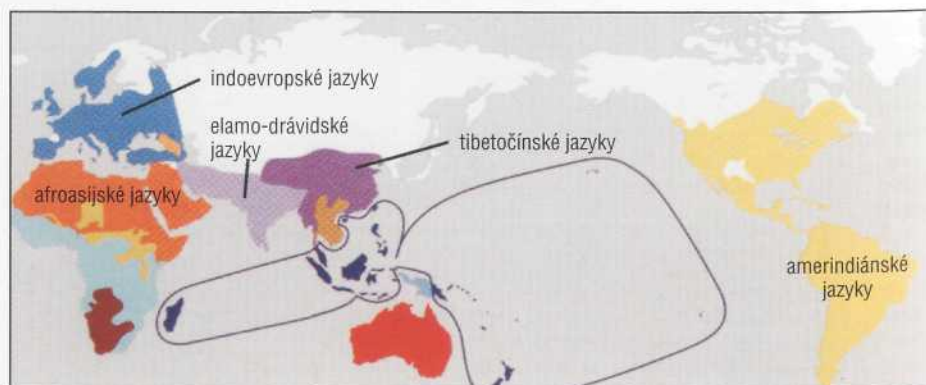 indoevropské jazyky
elamo-drávidské
jazyky
tibetočínské jazyky
afroasijské jazyky
amerindiánské
jazyky